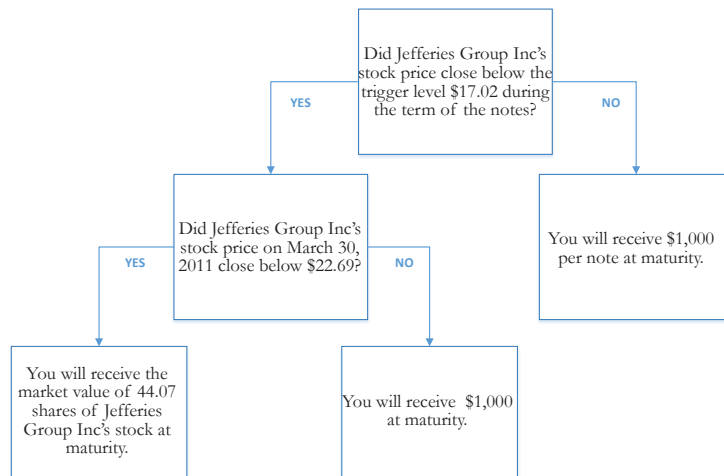 Did Jefferies Group Inc's
stock price close below the
trigger level $17.02 during
the term of the notes?
YES
NO
Did Jefferies Group Inc's
stock price on March 30,
2011 close below $22.69?
You will receive $1,000
per note at maturity.
YES
NO
You will receive the
market value of 44.07
shares of Jefferies
Group Inc's stock at
maturity.
You will receive $1,000
at maturity.